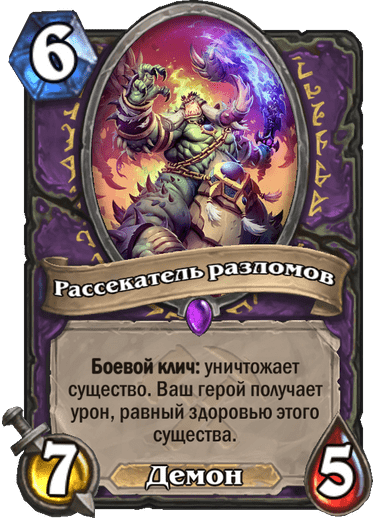 6
Рассекатель разломов
Боевой клич: уничтожает
существо. Ваш герой получает
урон, равный здоровью этого
существа.
7
Демон
5